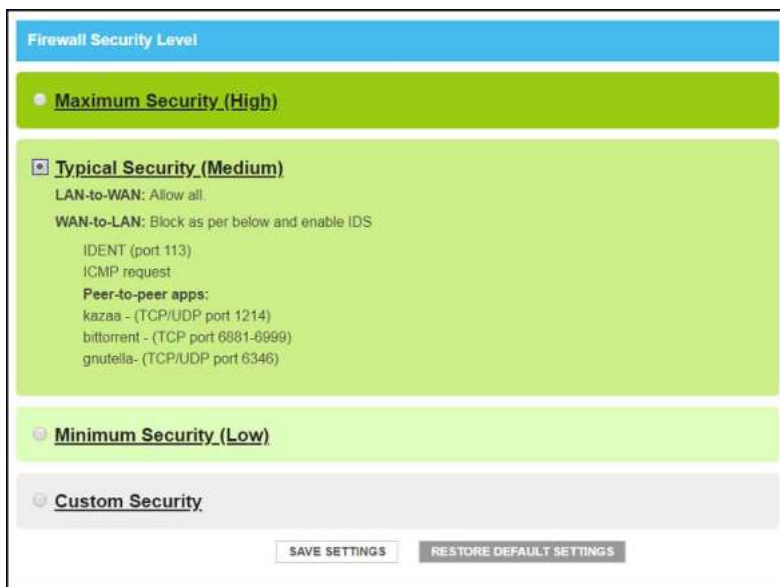 Firewall Security Level
Maximum Security (High)
Typical Security (Medium)
LAN-to-WAN: Allow all.
WAN-to-LAN: Block as per below and enable IDS
IDENT (port 113)
ICMP request
Peer-to-peer apps:
kazaa - (TCP/UDP port 1214)
bittorrent - (TCP port 6881-6999)
gnutella- (TCP/UDP port 6346)
Minimum Security (Low)
Custom Security
SAVE SETTINGS
RESTORE DEFAULT SETTINGS